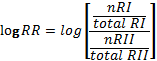 logRR = log [ (nRI / total RI) / (nRII / total RII) ]